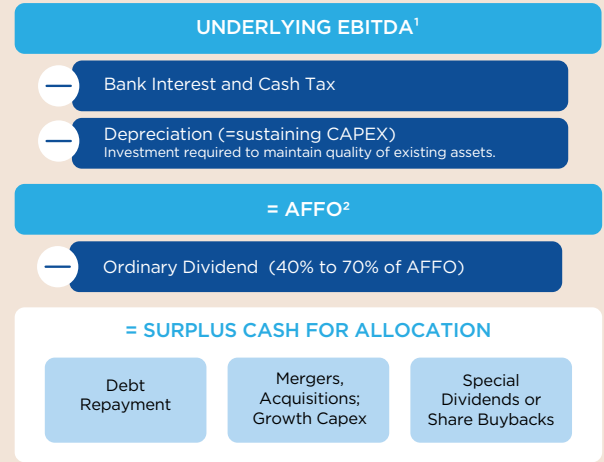 UNDERLYING EBITDA¹
Bank Interest and Cash Tax
Depreciation (=sustaining CAPEX)
Investment required to maintain quality of existing assets.
= AFFO²
Ordinary Dividend (40% to 70% of AFFO)
= SURPLUS CASH FOR ALLOCATION
Debt
Repayment
Mergers,
Acquisitions;
Growth Capex
Special
Dividends or
Share Buybacks